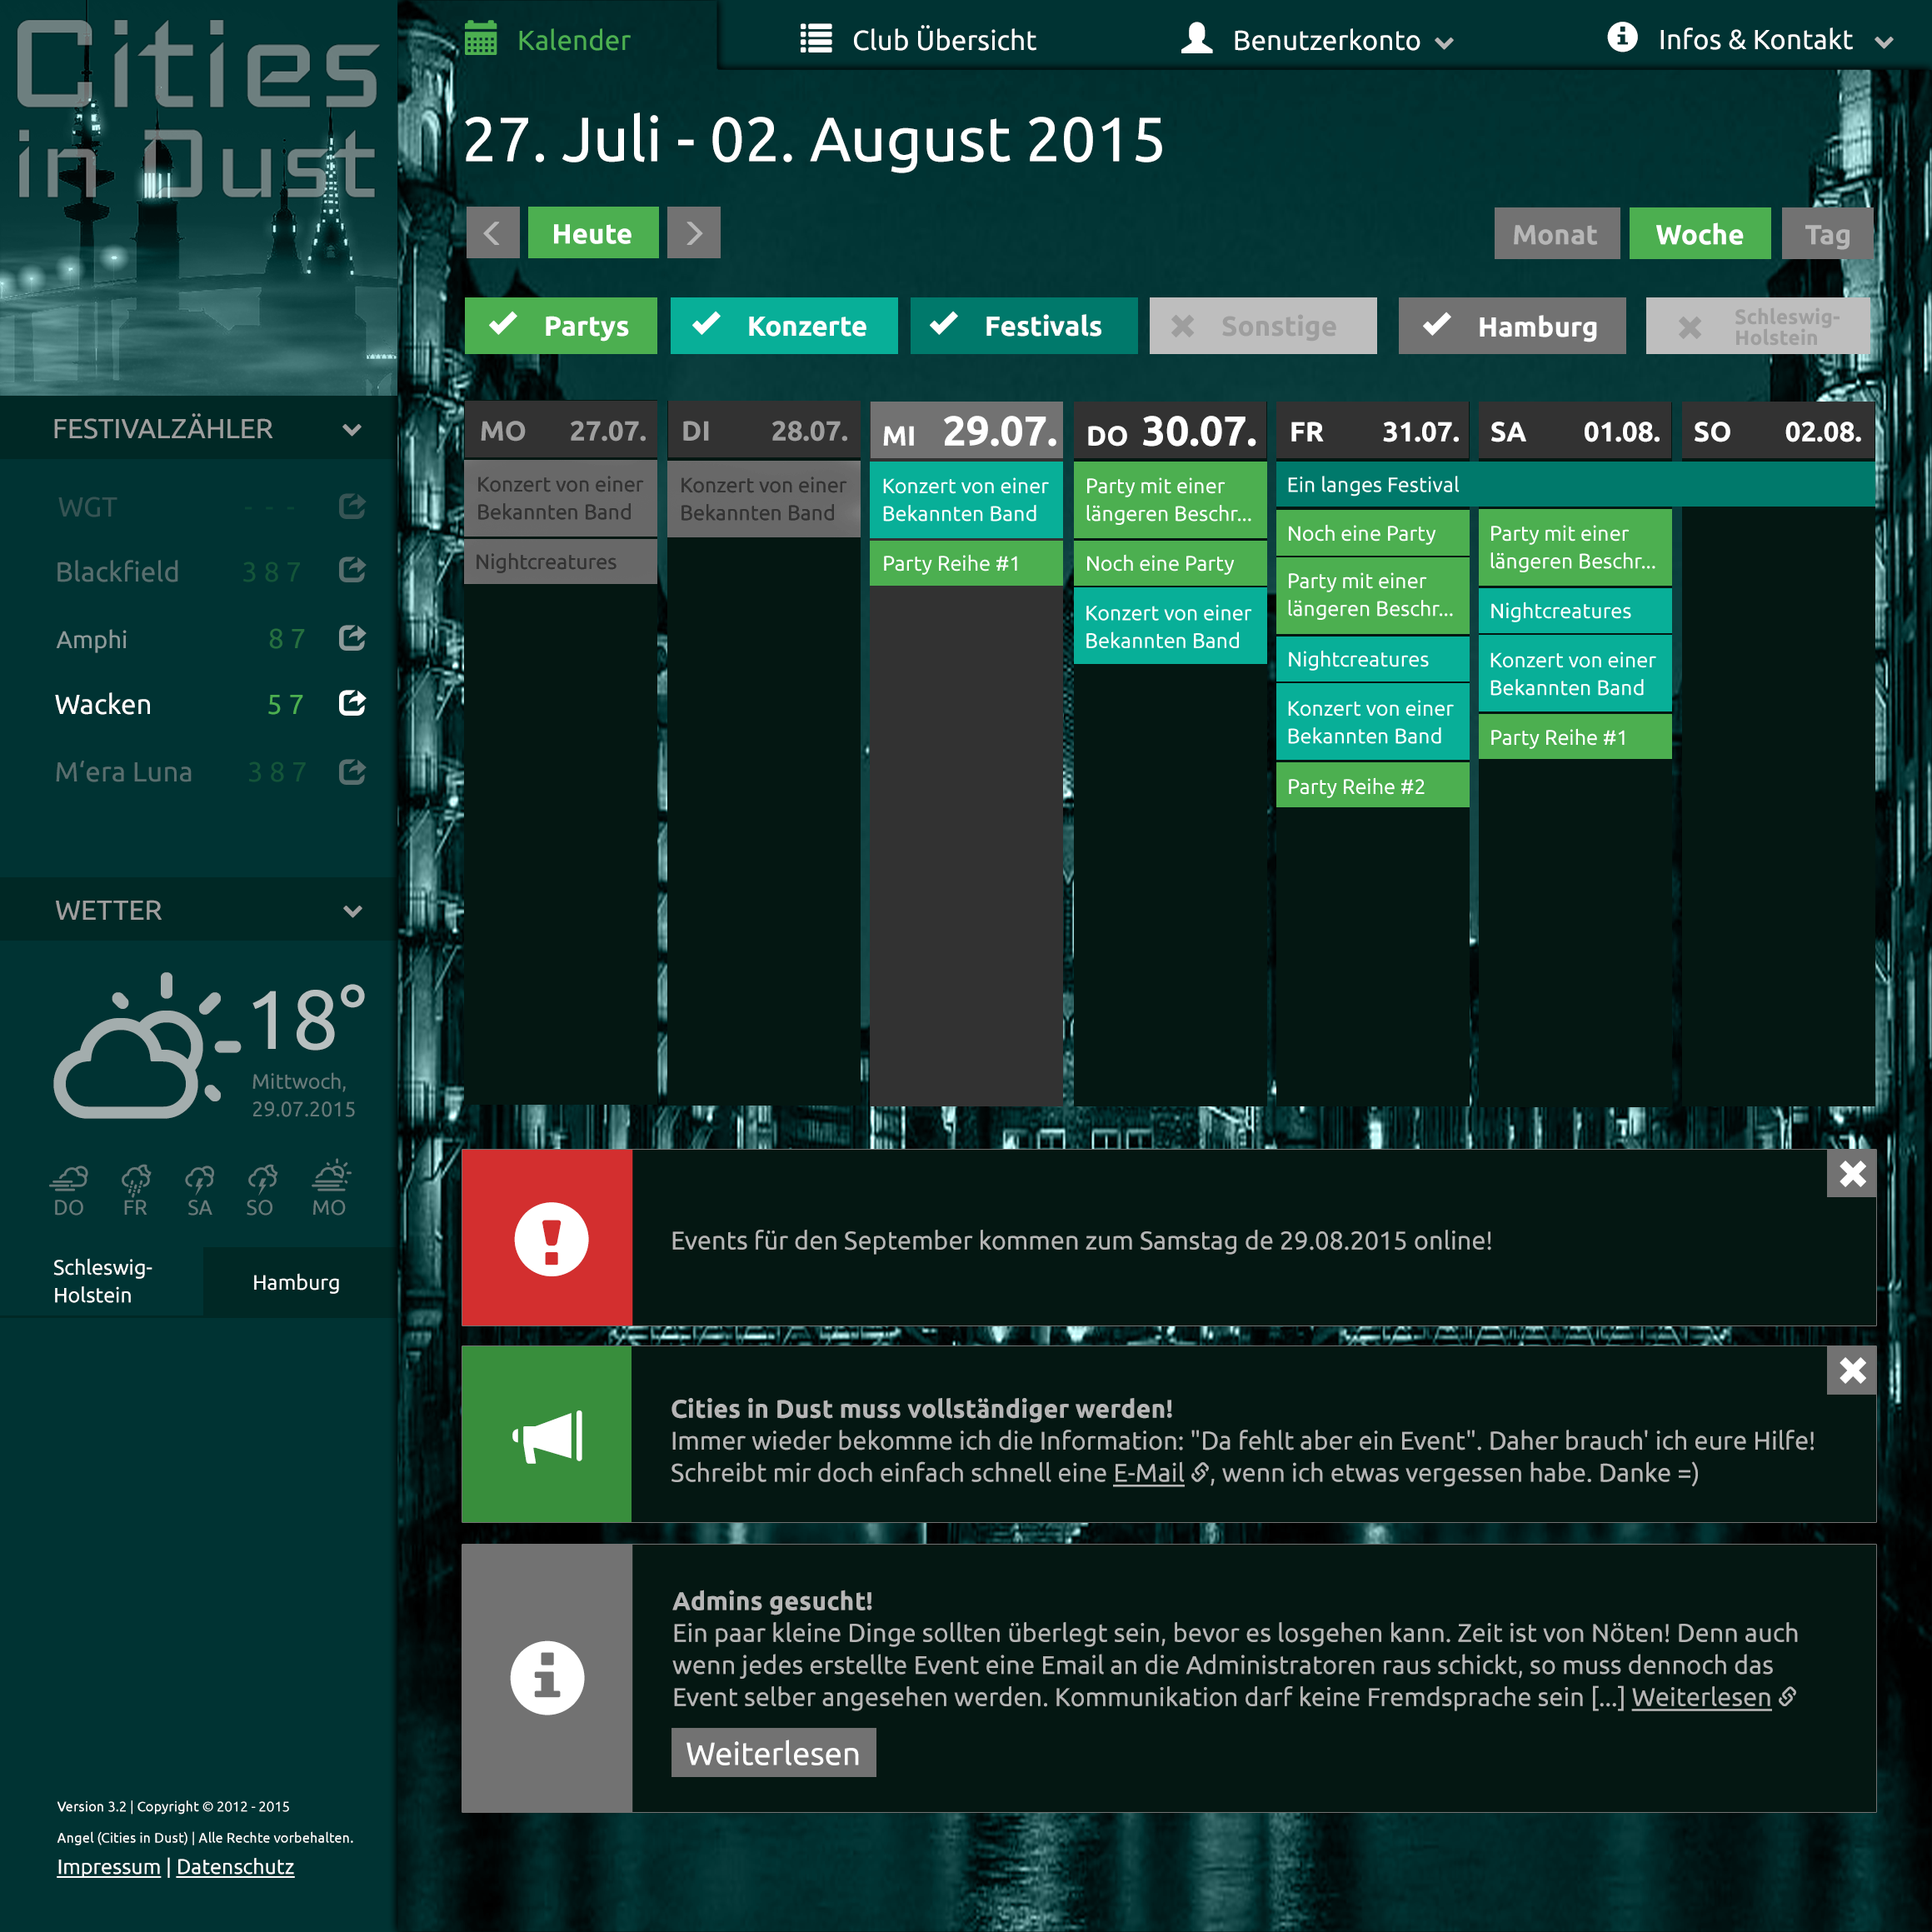 Cities
in Dust
Kalender
Club Übersicht
Benutzerkonto
Infos & Kontakt
27. Juli - 02. August 2015
Heute
Monat
Woche
Tag
Partys
Konzerte
Festivals
Sonstige
Hamburg
Schleswig-
Holstein
FESTIVALZÄHLER
WGT - - -
Blackfield 387
Amphi 87
Wacken 57
M‘era Luna 387
WETTER
18°
Mittwoch,
29.07.2015
DO FR SA SO MO
Schleswig-
Holstein
Hamburg
MO 27.07.
Konzert von einer
Bekannten Band
Nightcreatures
DI 28.07.
Konzert von einer
Bekannten Band
MI 29.07.
Konzert von einer
Bekannten Band
Party Reihe #1
DO 30.07.
Party mit einer
längeren Beschr...
Noch eine Party
Konzert von einer
Bekannten Band
FR 31.07.
Ein langes Festival
Noch eine Party
Party mit einer
längeren Beschr...
Nightcreatures
Konzert von einer
Bekannten Band
Party Reihe #2
SA 01.08.
Party mit einer
längeren Beschr...
Nightcreatures
Konzert von einer
Bekannten Band
Party Reihe #1
SO 02.08.
Events für den September kommen zum Samstag de 29.08.2015 online!
Cities in Dust muss vollständiger werden!
Immer wieder bekomme ich die Information: "Da fehlt aber ein Event". Daher brauch' ich eure Hilfe!
Schreibt mir doch einfach schnell eine E-Mail, wenn ich etwas vergessen habe. Danke =)
Admins gesucht!
Ein paar kleine Dinge sollten überlegt sein, bevor es losgehen kann. Zeit ist von Nöten! Denn auch
wenn jedes erstellte Event eine Email an die Administratoren raus schickt, so muss dennoch das
Event selber angesehen werden. Kommunikation darf keine Fremdsprache sein [...] Weiterlesen
Weiterlesen
Version 3.2 | Copyright © 2012 - 2015
Angel (Cities in Dust) | Alle Rechte vorbehalten.
Impressum | Datenschutz